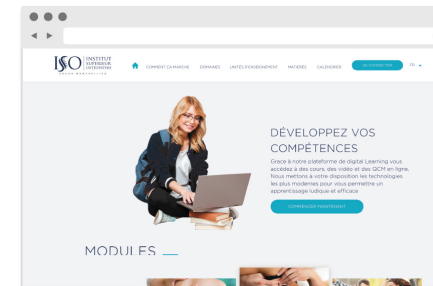 ISO INSTITUT
SUPÉRIEUR
COMMENT ÇA MARCHE DOMAINES UNITÉS D'ENSEIGNEMENT MATIÈRES CALENDRIER SE CONNECTER FR
DÉVELOPPEZ VOS
COMPÉTENCES
Grace à notre plateforme de digital Learning vous
accédez à des cours, des vidéo et des QCM en ligne.
Nous mettons à votre disposition les technologies
les plus modernes pour vous permettre un
apprentissage ludique et efficace
COMMENCER MAINTENANT
MODULES